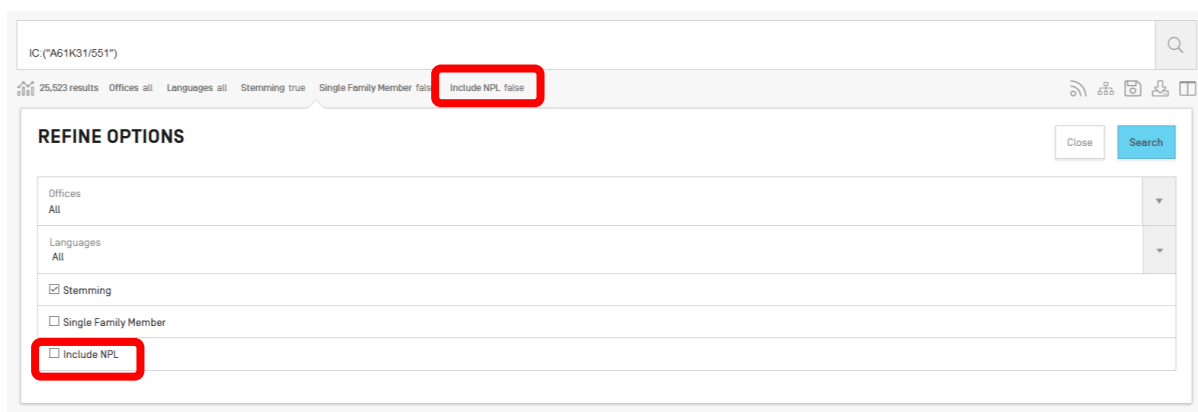 IC:("A61K31/551")
25,523 results Offices all Languages all Stemming true Single Family Member fals Include NPL false
REFINE OPTIONS
Close Search
Offices
All
Languages
All
Stemming
Single Family Member
Include NPL